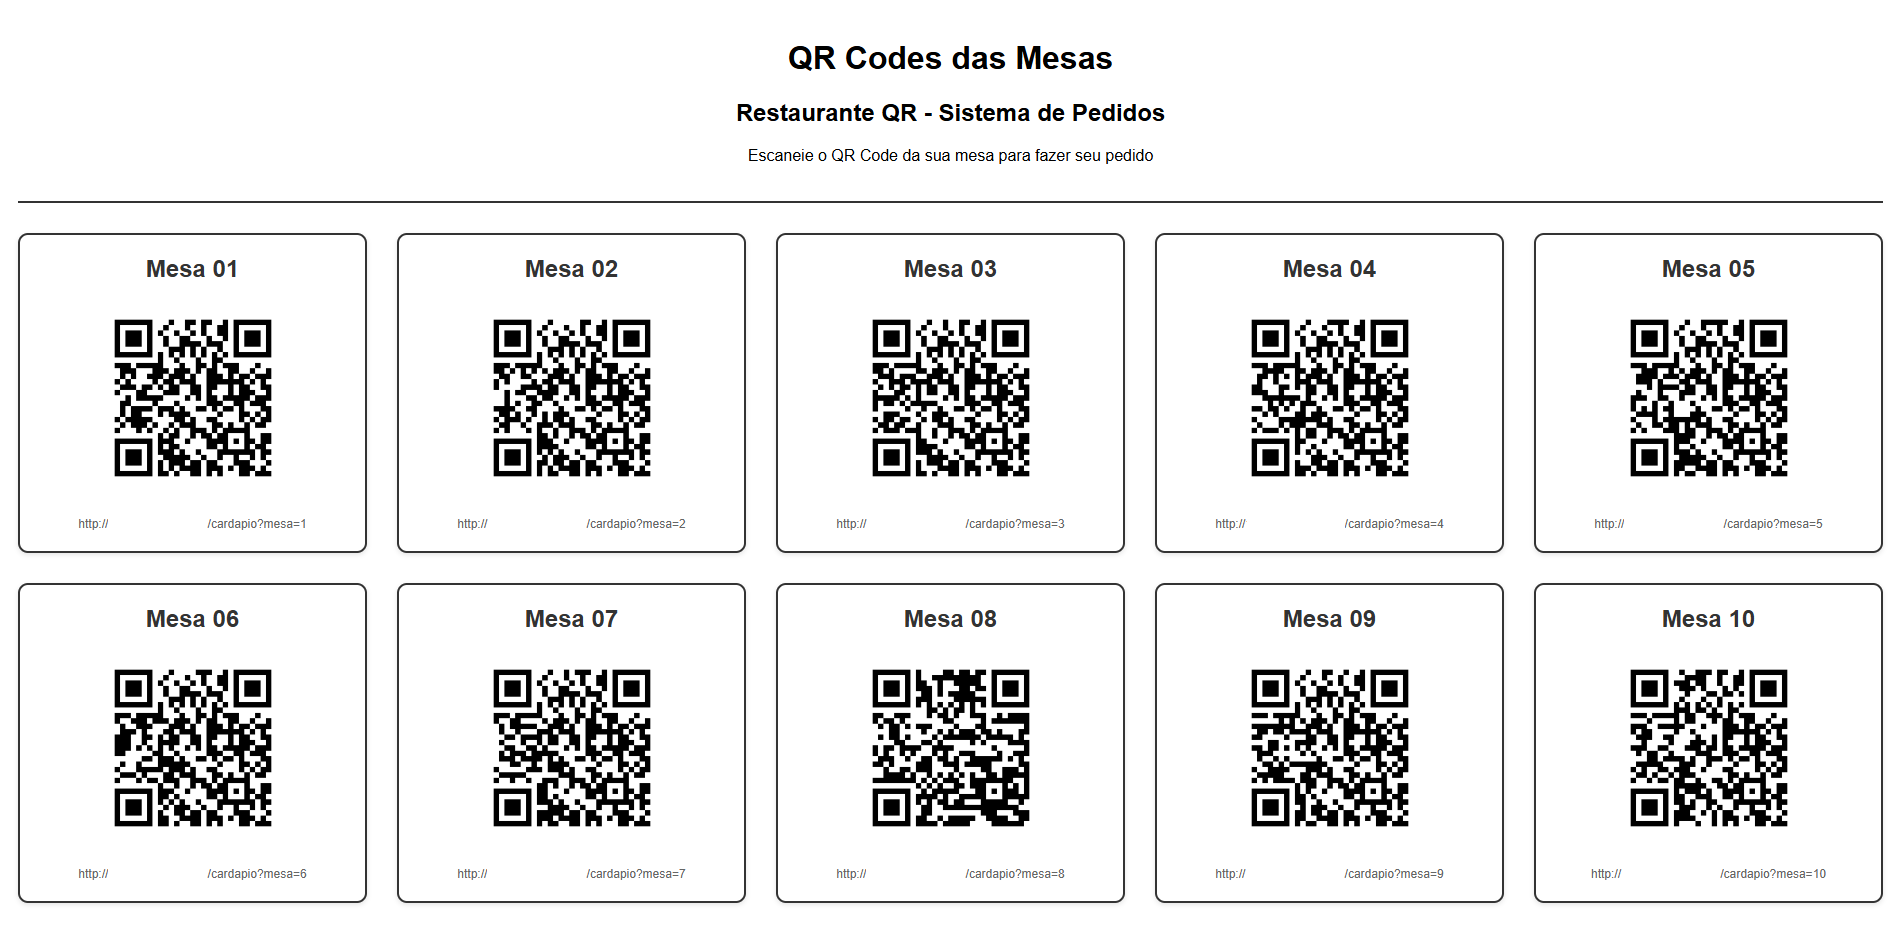 QR Codes das Mesas
Restaurante QR - Sistema de Pedidos
Escaneie o QR Code da sua mesa para fazer seu pedido
Mesa 01
http:// /cardapio?mesa=1
Mesa 02
http:// /cardapio?mesa=2
Mesa 03
http:// /cardapio?mesa=3
Mesa 04
http:// /cardapio?mesa=4
Mesa 05
http:// /cardapio?mesa=5
Mesa 06
http:// /cardapio?mesa=6
Mesa 07
http:// /cardapio?mesa=7
Mesa 08
http:// /cardapio?mesa=8
Mesa 09
http:// /cardapio?mesa=9
Mesa 10
http:// /cardapio?mesa=10